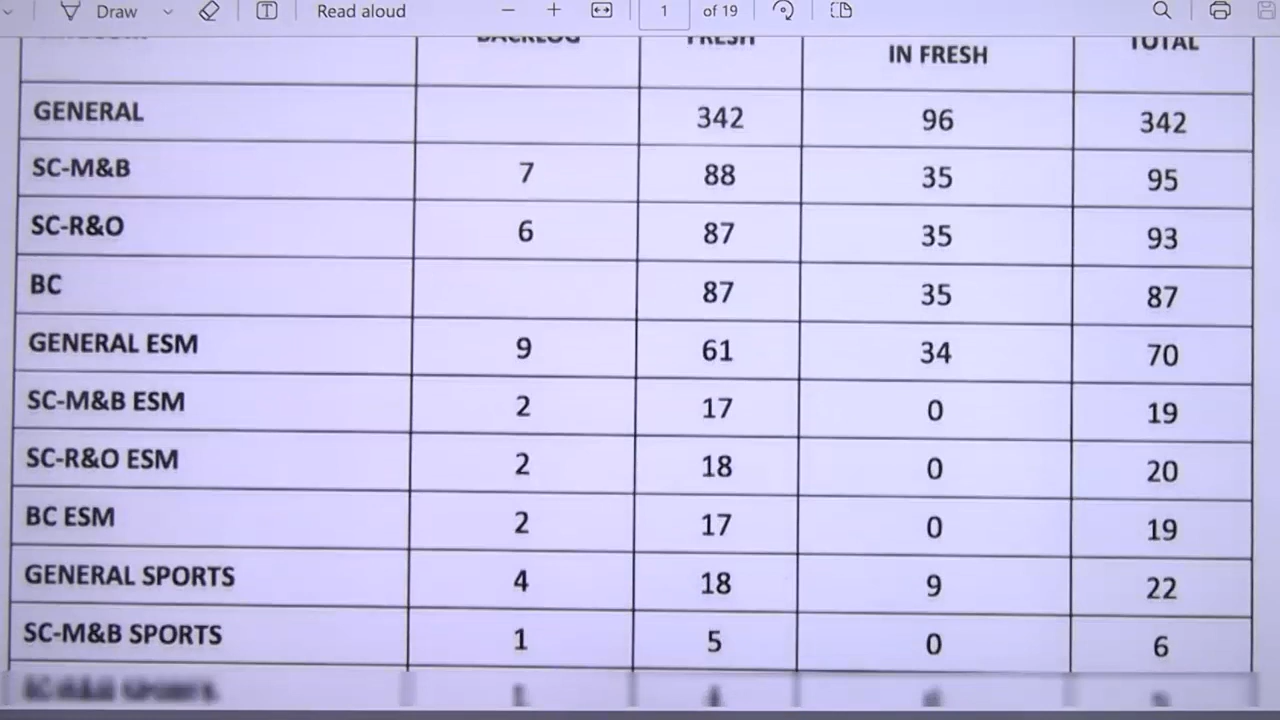 Draw Read aloud 1 of 19
BACKLOG FRESH IN FRESH TOTAL
GENERAL 342 96 342
SC-M&B 7 88 35 95
SC-R&O 6 87 35 93
BC 87 35 87
GENERAL ESM 9 61 34 70
SC-M&B ESM 2 17 0 19
SC-R&O ESM 2 18 0 20
BC ESM 2 17 0 19
GENERAL SPORTS 4 18 9 22
SC-M&B SPORTS 1 5 0 6